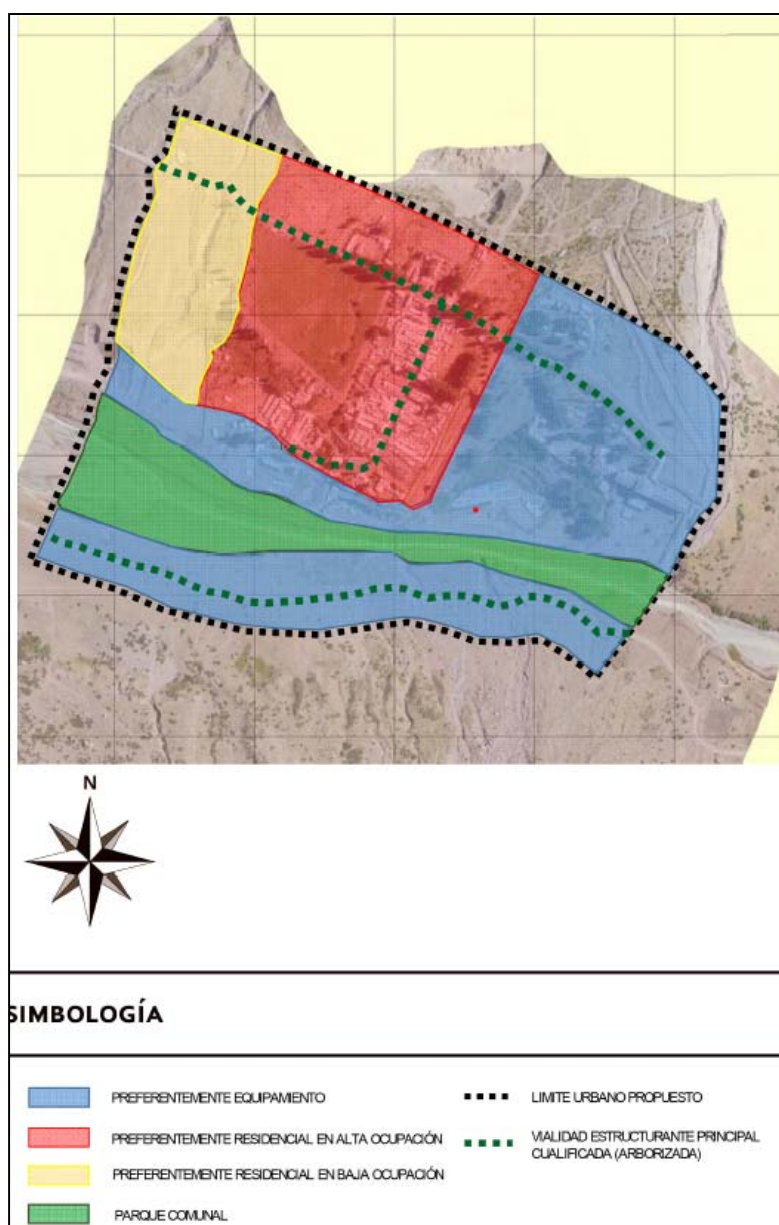 N
SIMBOLOGÍA
PREFERENTEMENTE EQUIPAMIENTO
PREFERENTEMENTE RESIDENCIAL EN ALTA OCUPACIÓN
PREFERENTEMENTE RESIDENCIAL EN BAJA OCUPACIÓN
PARQUE COMUNAL
LIMITE URBANO PROPUESTO
VIALIDAD ESTRUCTURANTE PRINCIPAL
CUALIFICADA (ARBORIZADA)